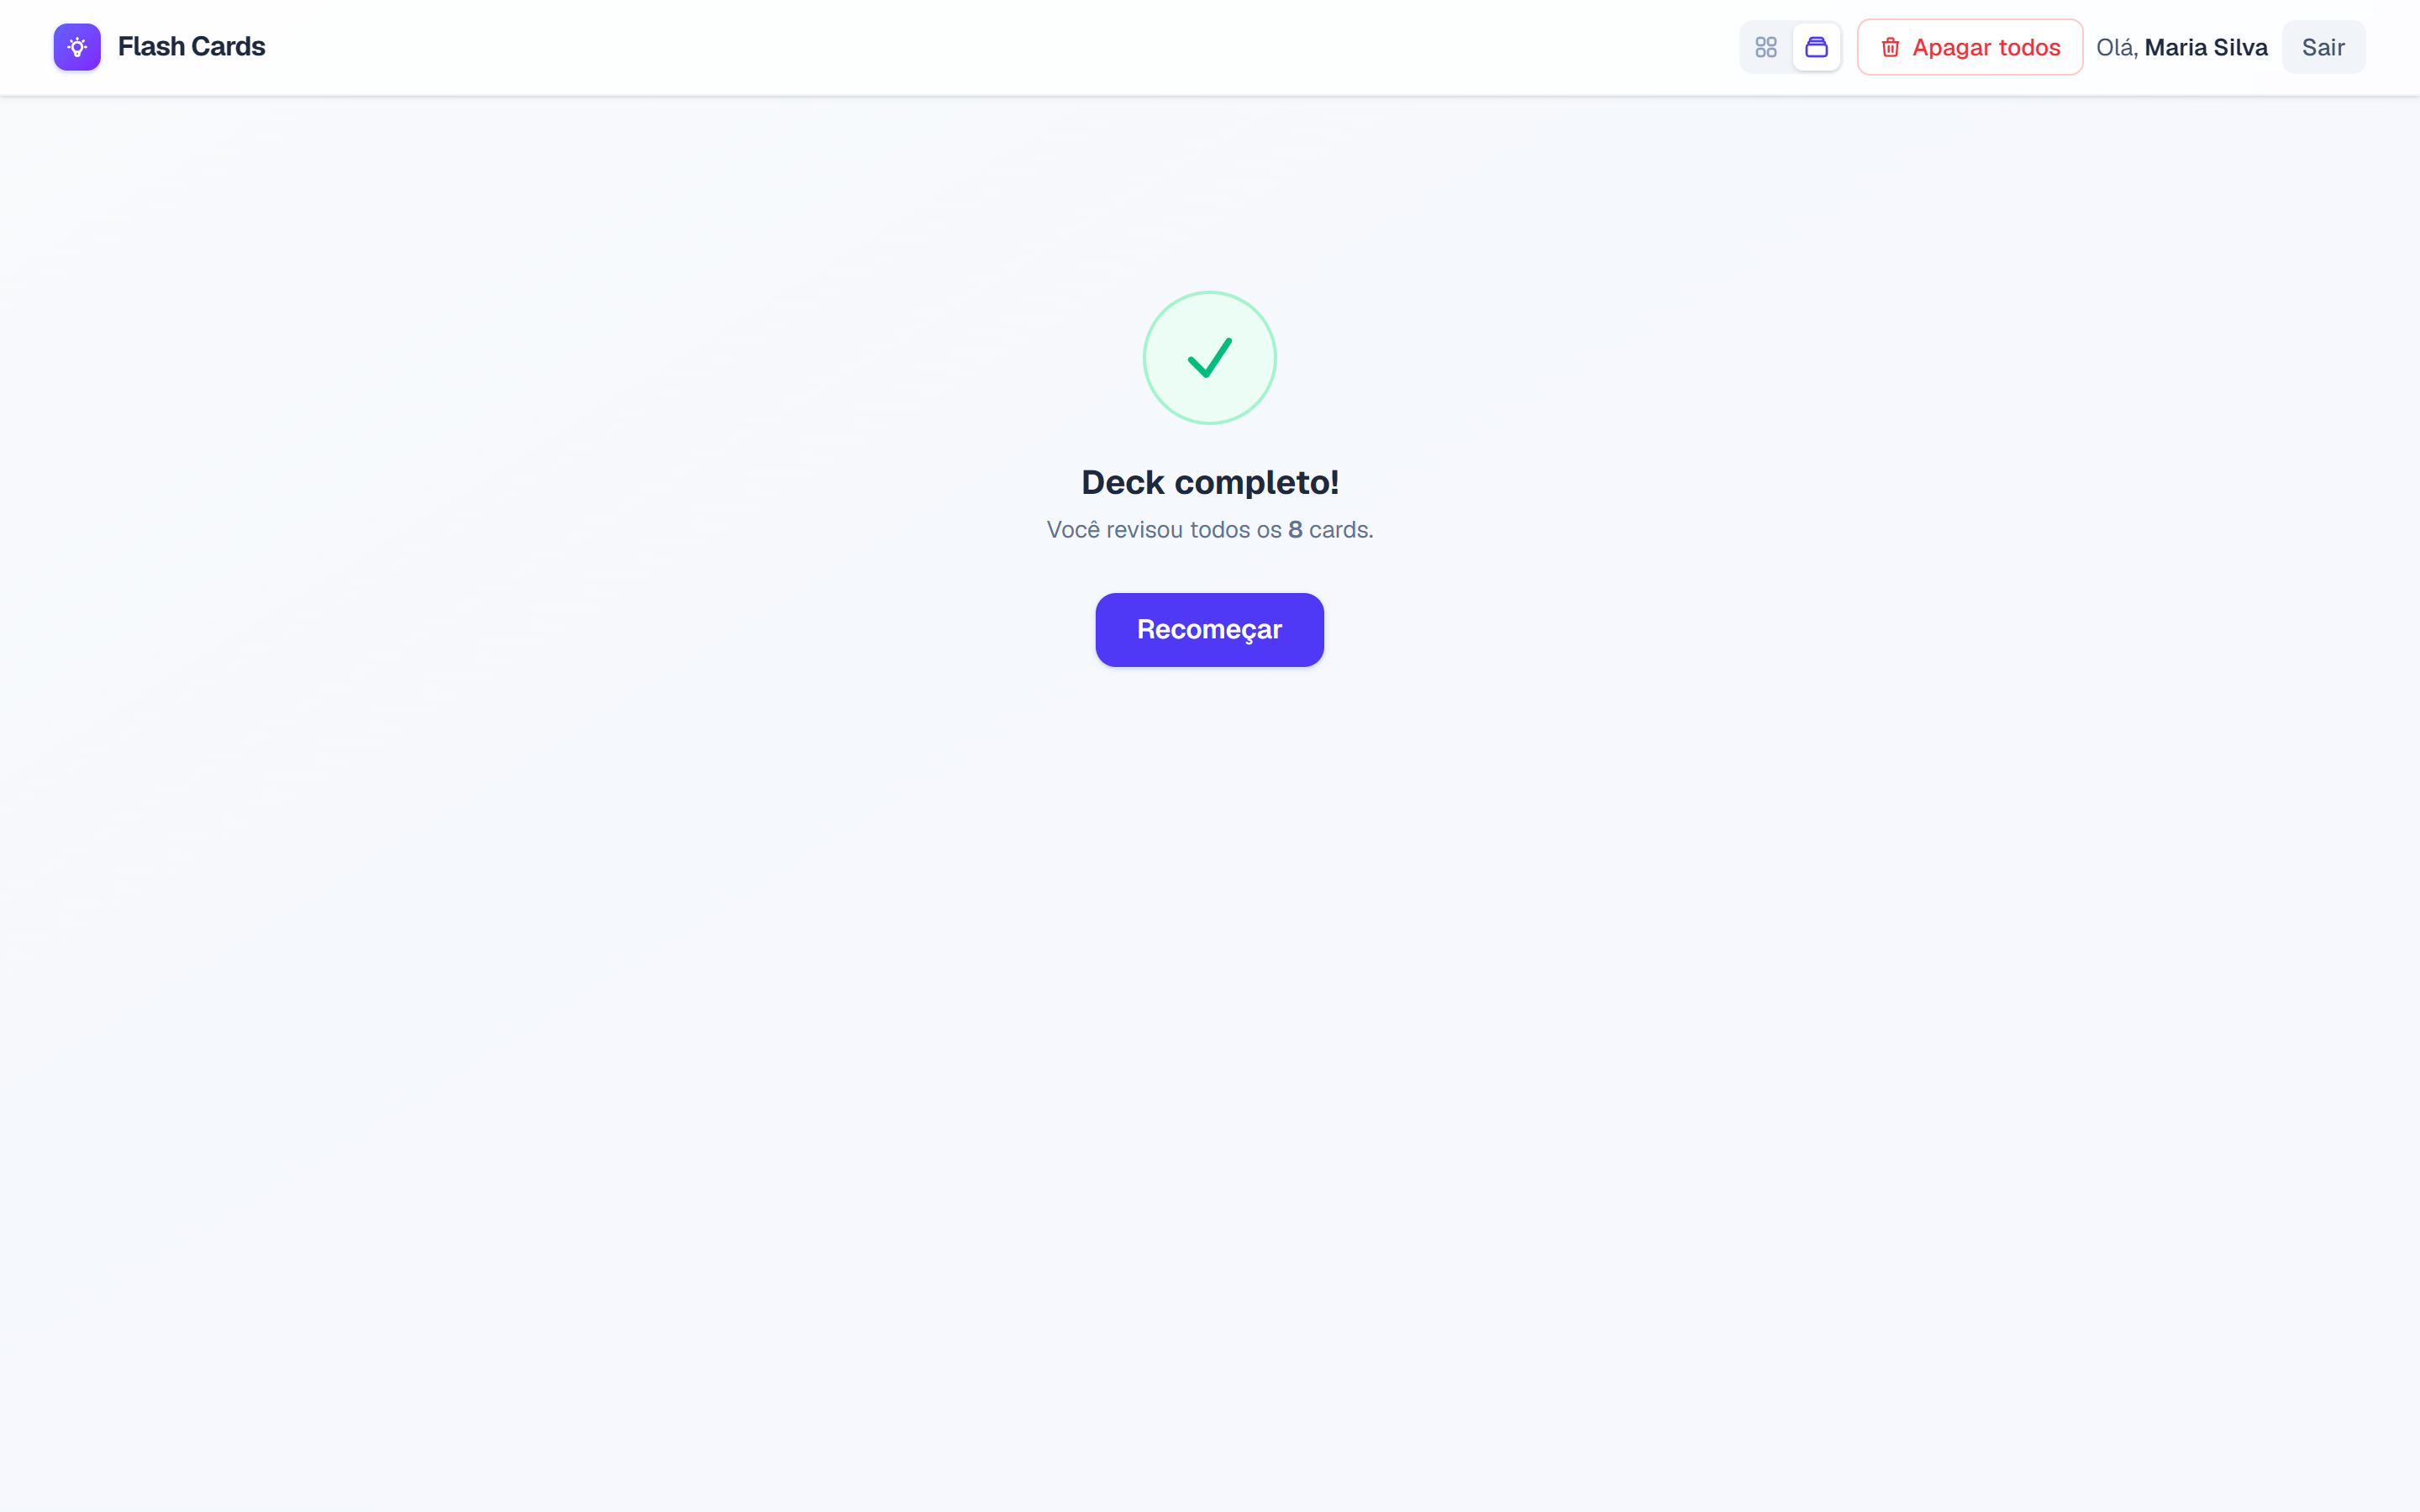 Flash Cards
Apagar todos
Olá, Maria Silva
Sair
Deck completo!
Você revisou todos os 8 cards.
Recomeçar